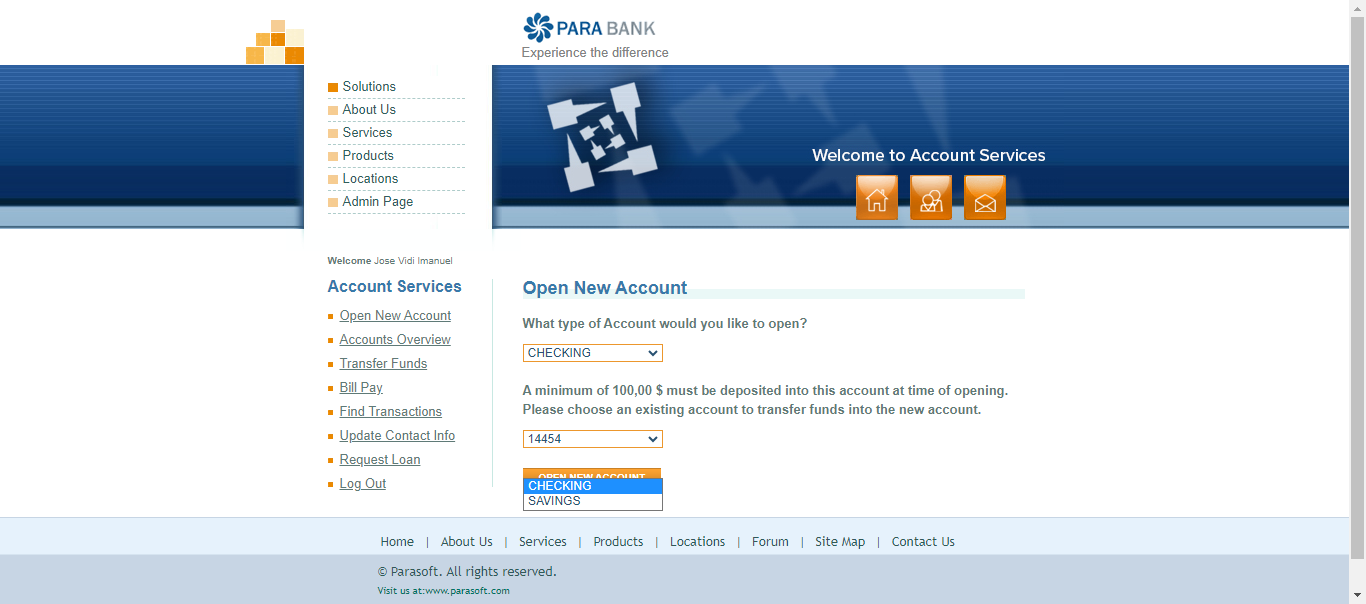 PARA BANK
Experience the difference
Solutions
About Us
Services
Products
Locations
Admin Page
Welcome to Account Services
Welcome Jose Vidi Imanuel
Account Services
Open New Account
Accounts Overview
Transfer Funds
Bill Pay
Find Transactions
Update Contact Info
Request Loan
Log Out
Open New Account
What type of Account would you like to open?
CHECKING
A minimum of 100,00 $ must be deposited into this account at time of opening.
Please choose an existing account to transfer funds into the new account.
14454
OPEN NEW ACCOUNT
CHECKING
SAVINGS
Home | About Us | Services | Products | Locations | Forum | Site Map | Contact Us
© Parasoft. All rights reserved.
Visit us at:www.parasoft.com